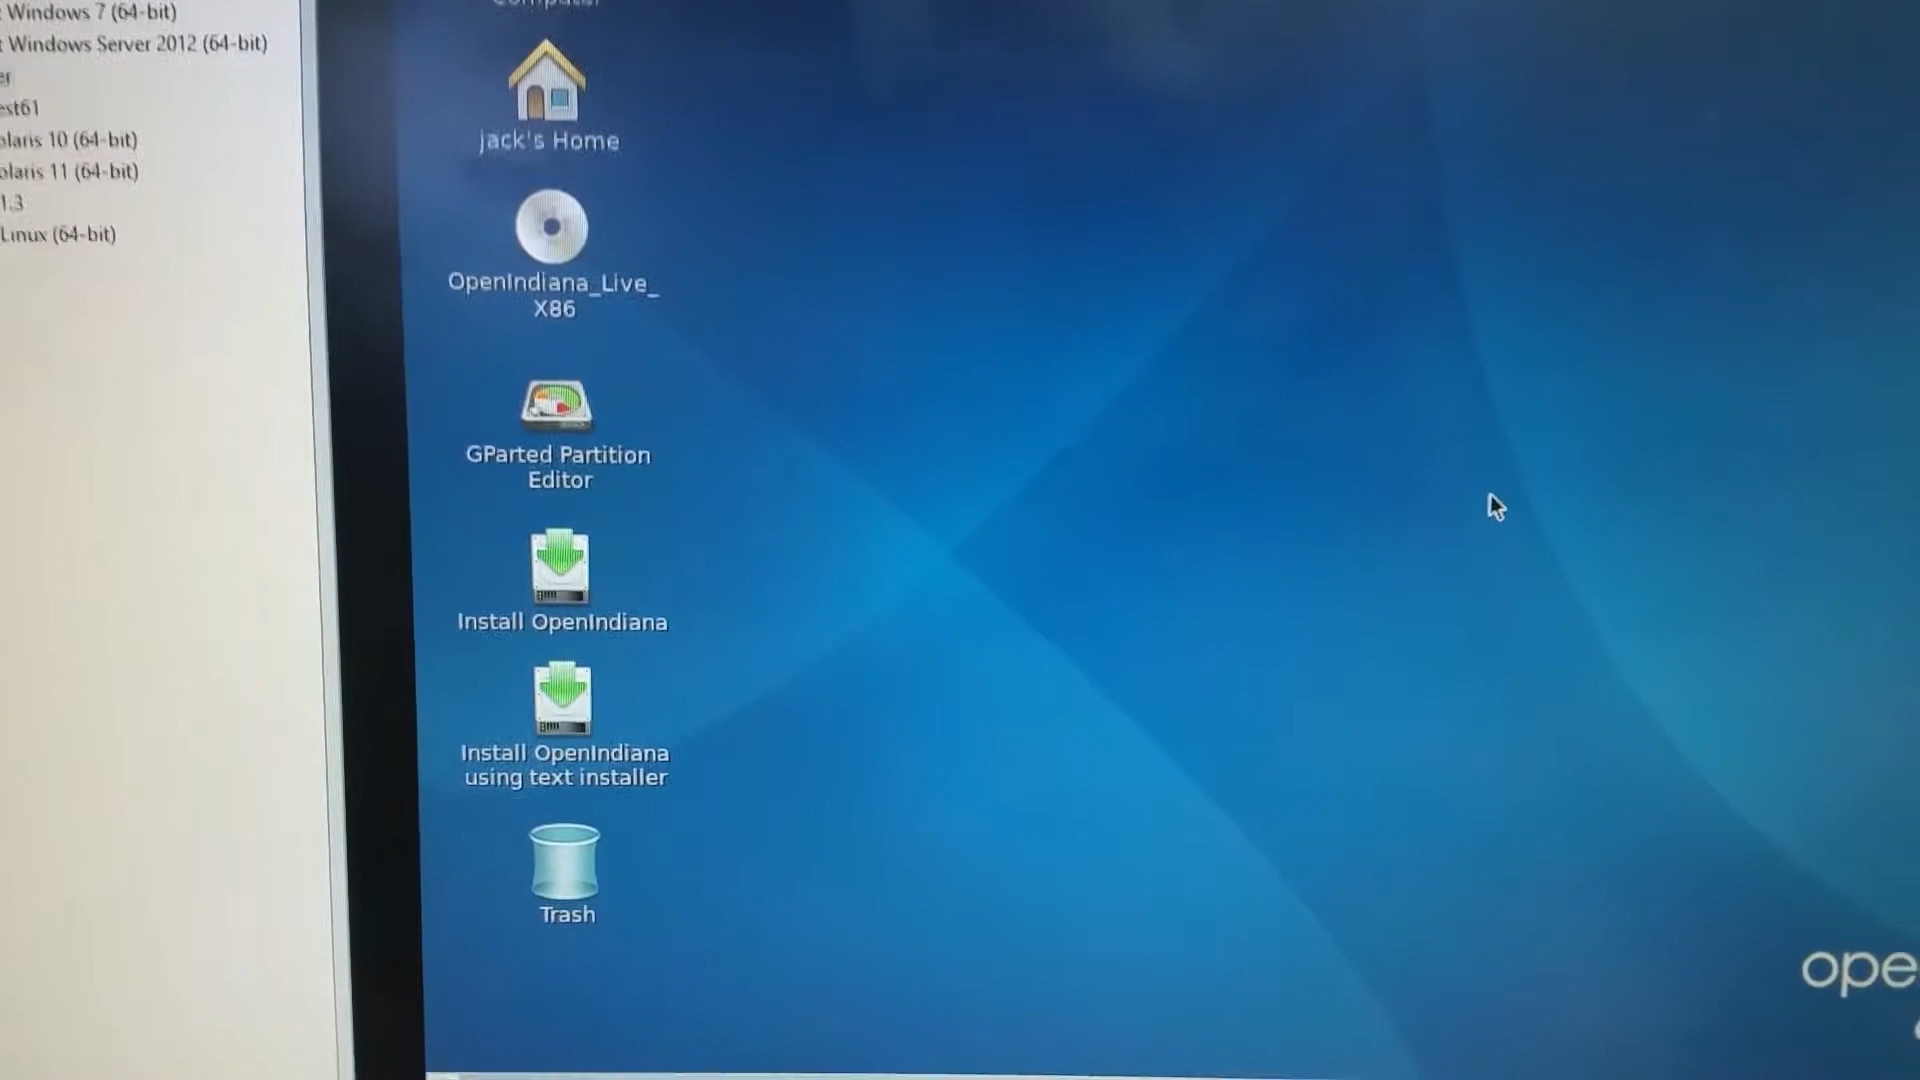 Windows 7 (64-bit)
Windows Server 2012 (64-bit)
er
est61
olaris 10 (64-bit)
olaris 11 (64-bit)
1.3
Linux (64-bit)
Computer
jack's Home
OpenIndiana_Live_
X86
GParted Partition
Editor
Install OpenIndiana
Install OpenIndiana
using text installer
Trash
ope